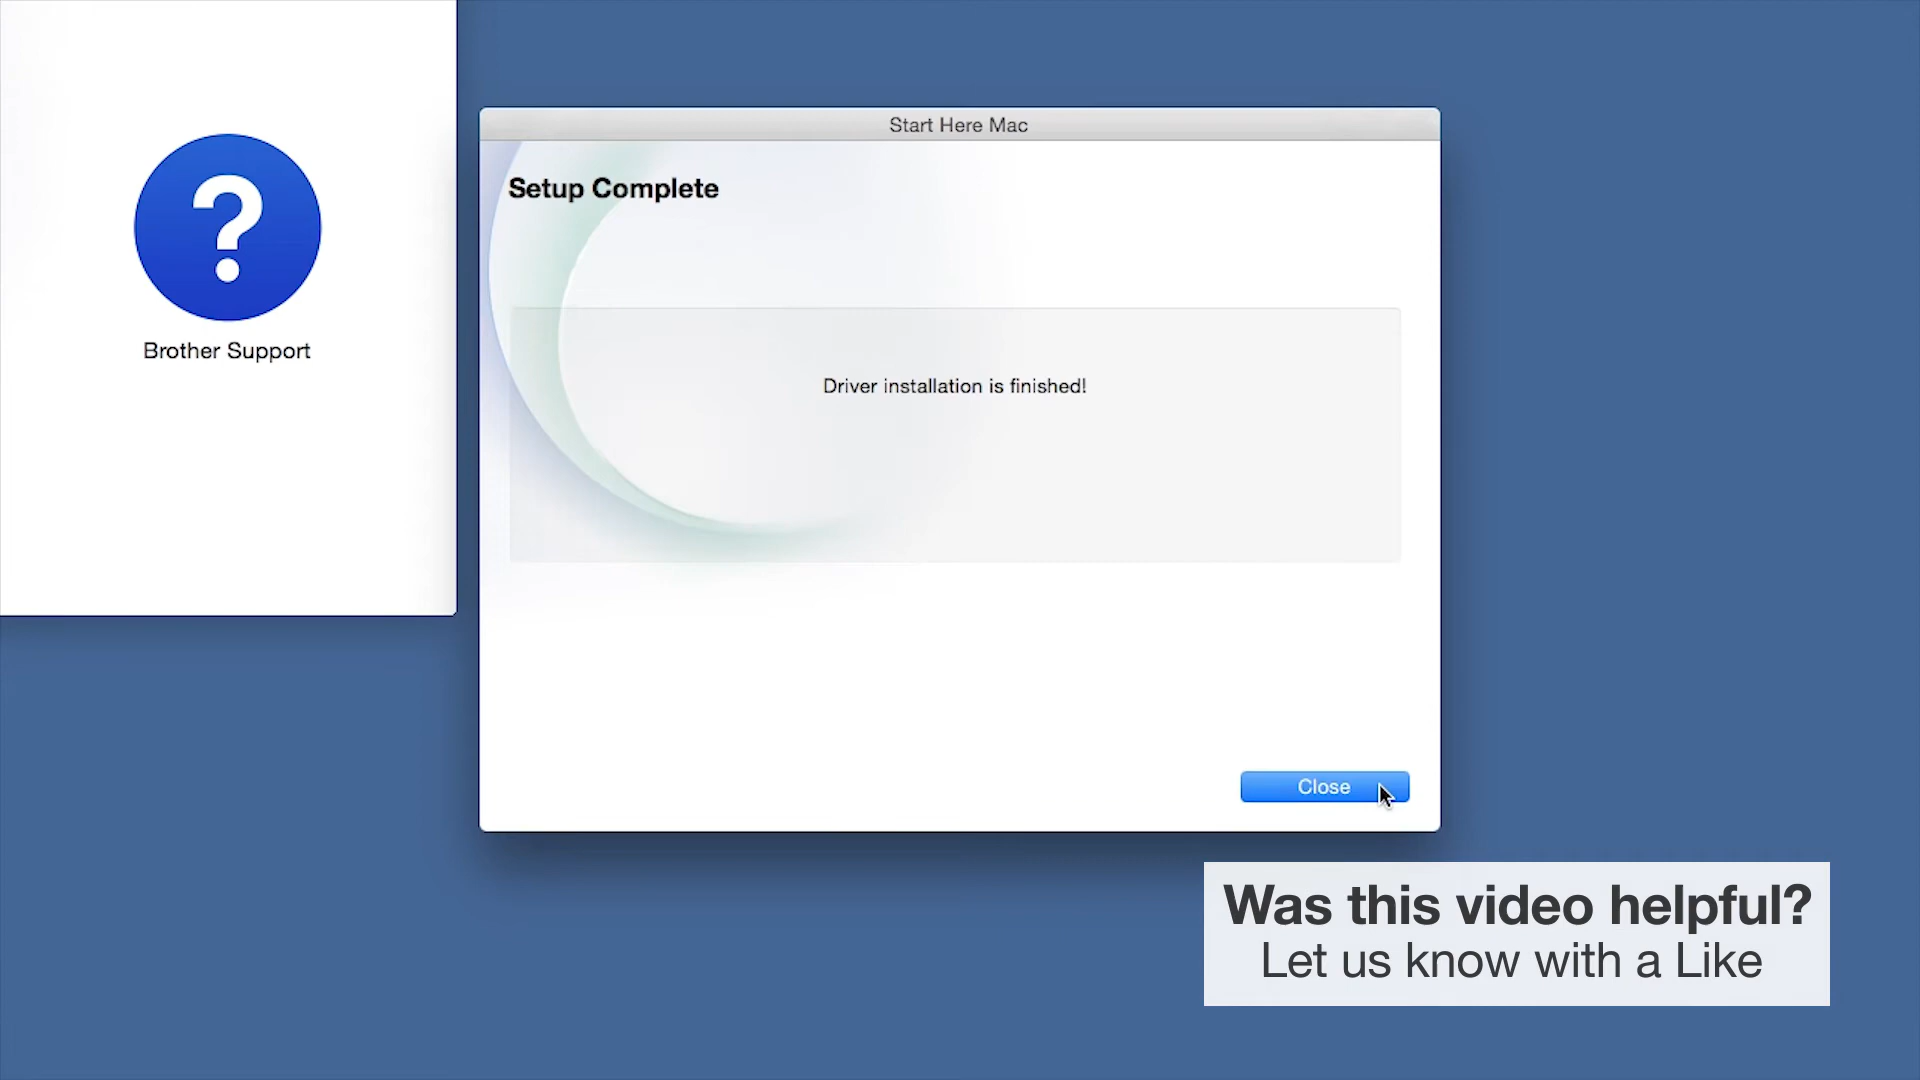 Start Here Mac
Setup Complete
?
Brother Support
Driver installation is finished!
Close
Was this video helpful?
Let us know with a Like